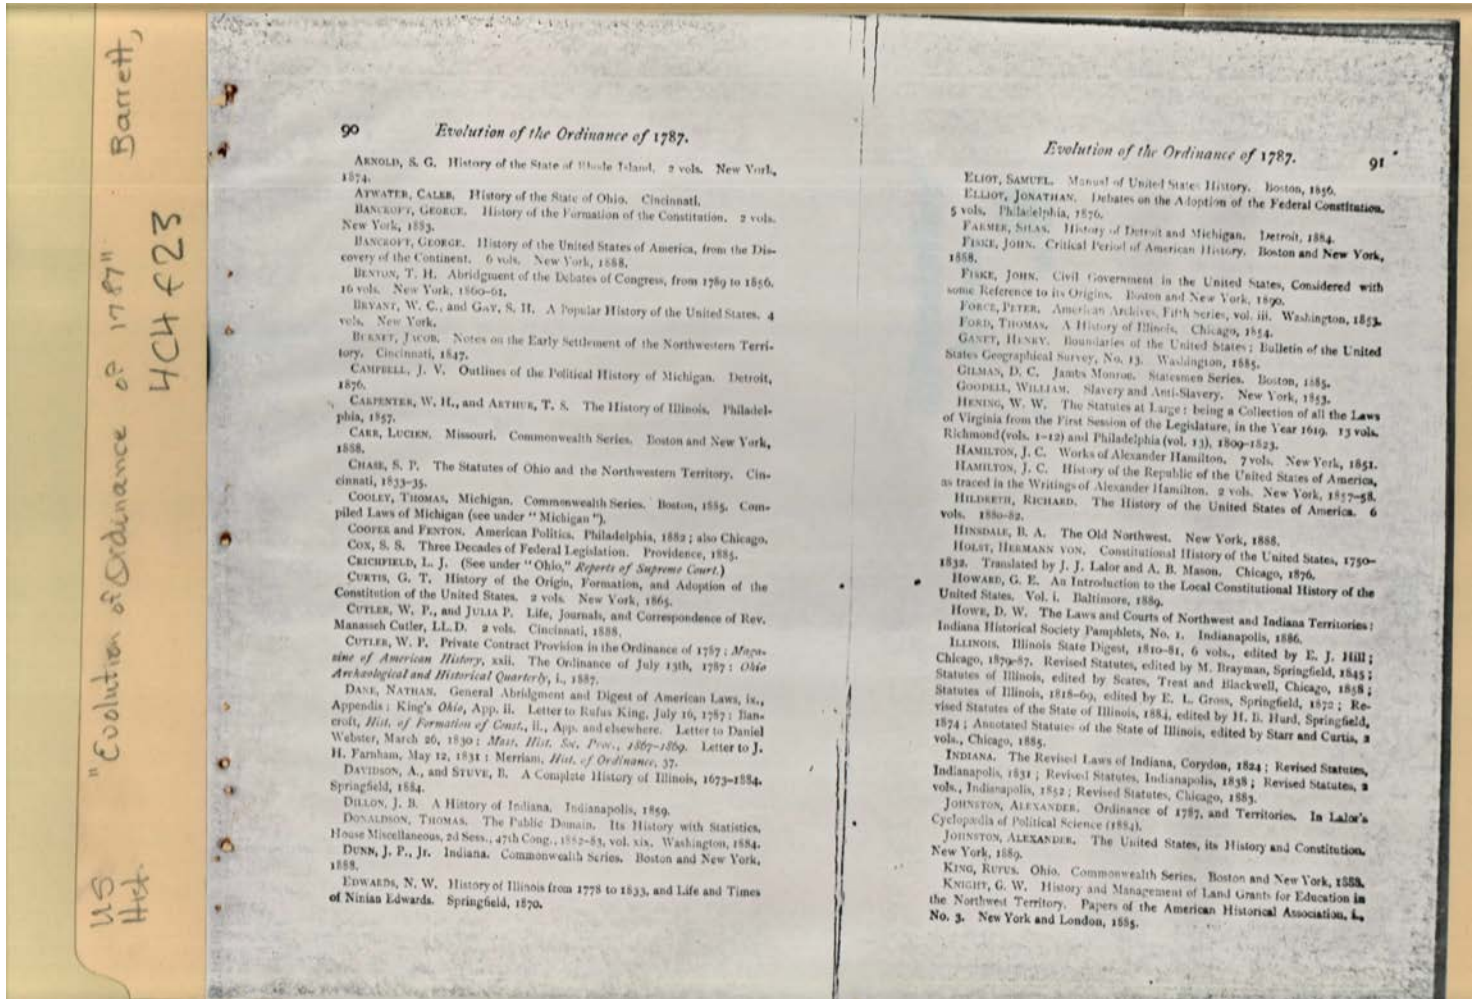 US "Evolution of Ordinance of 1787" Barrett,
Hist. 4CH f23
90 Evolution of the Ordinance of 1787.
ARNOLD, S. G. History of the State of Rhode Island. 2 vols. New York,
1874.
ATWATER, CALEB. History of the State of Ohio. Cincinnati.
BANCROFT, GEORGE. History of the Formation of the Constitution. 2 vols.
New York, 1883.
BANCROFT, GEORGE. History of the United States of America, from the Dis-
covery of the Continent. 6 vols. New York, 1888.
BENTON, T. H. Abridgment of the Debates of Congress, from 1789 to 1856.
16 vols. New York, 1860-61.
BRYANT, W. C., and GAY, S. H. A Popular History of the United States. 4
vols. New York.
BURNET, JACOB. Notes on the Early Settlement of the Northwestern Terri-
tory. Cincinnati, 1847.
CAMPBELL, J. V. Outlines of the Political History of Michigan. Detroit,
1876.
CARPENTER, W. H., and ARTHUR, T. S. The History of Illinois. Philadel-
phia, 1857.
CARR, LUCIEN. Missouri. Commonwealth Series. Boston and New York,
1888.
CHASE, S. P. The Statutes of Ohio and the Northwestern Territory. Cin-
cinnati, 1833-35.
COOLEY, THOMAS, Michigan. Commonwealth Series. Boston, 1885. Com-
piled Laws of Michigan (see under "Michigan").
COOPER and FENTON. American Politics. Philadelphia, 1882; also Chicago.
COX, S. S. Three Decades of Federal Legislation. Providence, 1885.
CRICHFIELD, L. J. (See under "Ohio," Reports of Supreme Court.)
CURTIS, G. T. History of the Origin, Formation, and Adoption of the
Constitution of the United States. 2 vols. New York, 1865.
CUTLER, W. P., and JULIA P. Life, Journals, and Correspondence of Rev.
Manasseh Cutler, LL.D. 2 vols. Cincinnati, 1888.
CUTLER, W. P. Private Contract Provision in the Ordinance of 1787; Maga-
zine of American History, xxii. The Ordinance of July 13th, 1787: Ohio
Archæological and Historical Quarterly, i., 1887.
DANE, NATHAN. General Abridgment and Digest of American Laws, ix.,
Appendix; King's Ohio, App. ii. Letter to Rufus King, July 16, 1787: Ban-
croft, Hist. of Formation of Const., ii., App. and elsewhere. Letter to Daniel
Webster, March 26, 1830: Mass. Hist. Soc. Proc., 1867-1869. Letter to J.
H. Farnham, May 12, 1831: Merriam, Hist. of Ordinance, 37.
DAVIDSON, A., and STUVE, B. A Complete History of Illinois, 1673-1884.
Springfield, 1884.
DILLON, J. B. A History of Indiana. Indianapolis, 1859.
DONALDSON, THOMAS. The Public Domain. Its History with Statistics,
House Miscellaneous, 2d Sess., 47th Cong., 1882-83, vol. xix. Washington, 1884.
DUNN, J. P., Jr. Indiana. Commonwealth Series. Boston and New York,
1888.
EDWARDS, N. W. History of Illinois from 1778 to 1833, and Life and Times
of Ninian Edwards. Springfield, 1870.
Evolution of the Ordinance of 1787. 91
ELIOT, SAMUEL. Manual of United States History. Boston, 1856.
ELLIOT, JONATHAN. Debates on the Adoption of the Federal Constitution.
5 vols. Philadelphia, 1876.
FARMER, SILAS. History of Detroit and Michigan. Detroit, 1884.
FISKE, JOHN. Critical Period of American History. Boston and New York,
1888.
FISKE, JOHN. Civil Government in the United States, Considered with
some Reference to its Origins. Boston and New York, 1890.
FORCE, PETER. American Archives, Fifth Series, vol. iii. Washington, 1853.
FORD, THOMAS. A History of Illinois. Chicago, 1854.
GANET, HENRY. Boundaries of the United States; Bulletin of the United
States Geographical Survey, No. 13. Washington, 1885.
GILMAN, D. C. James Monroe. Statesmen Series. Boston, 1885.
GOODELL, WILLIAM. Slavery and Anti-Slavery. New York, 1853.
HENING, W. W. The Statutes at Large; being a Collection of all the Laws
of Virginia from the First Session of the Legislature, in the Year 1619. 13 vols.
Richmond (vols. 1-12) and Philadelphia (vol. 13), 1809-1823.
HAMILTON, J. C. Works of Alexander Hamilton. 7 vols. New York, 1851.
HAMILTON, J. C. History of the Republic of the United States of America,
as traced in the Writings of Alexander Hamilton. 2 vols. New York, 1857-58.
HILDRETH, RICHARD. The History of the United States of America. 6
vols. 1880-82.
HINSDALE, B. A. The Old Northwest. New York, 1888.
HOLST, HERMANN VON. Constitutional History of the United States, 1750-
1832. Translated by J. J. Lalor and A. B. Mason. Chicago, 1876.
HOWARD, G. E. An Introduction to the Local Constitutional History of the
United States. Vol. i. Baltimore, 1889.
HOWE, D. W. The Laws and Courts of Northwest and Indiana Territories:
Indiana Historical Society Pamphlets, No. 1. Indianapolis, 1886.
ILLINOIS. Illinois State Digest, 1810-81, 6 vols., edited by E. J. Hill;
Chicago, 1879-87. Revised Statutes, edited by M. Brayman, Springfield, 1845;
Statutes of Illinois, edited by Scates, Treat and Blackwell, Chicago, 1858;
Statutes of Illinois, 1818-69, edited by E. L. Gross, Springfield, 1872; Re-
vised Statutes of the State of Illinois, 1884, edited by H. B. Hurd, Springfield,
1874; Annotated Statutes of the State of Illinois, edited by Starr and Curtis, 2
vols., Chicago, 1885.
INDIANA. The Revised Laws of Indiana, Corydon, 1824; Revised Statutes,
Indianapolis, 1831; Revised Statutes, Indianapolis, 1838; Revised Statutes, 2
vols., Indianapolis, 1852; Revised Statutes, Chicago, 1883.
JOHNSTON, ALEXANDER. Ordinance of 1787, and Territories. In Lalor's
Cyclopædia of Political Science (1884).
JOHNSTON, ALEXANDER. The United States, its History and Constitution.
New York, 1889.
KING, RUFUS. Ohio. Commonwealth Series. Boston and New York, 1888.
KNIGHT, G. W. History and Management of Land Grants for Education in
the Northwest Territory. Papers of the American Historical Association, i.,
No. 3. New York and London, 1885.